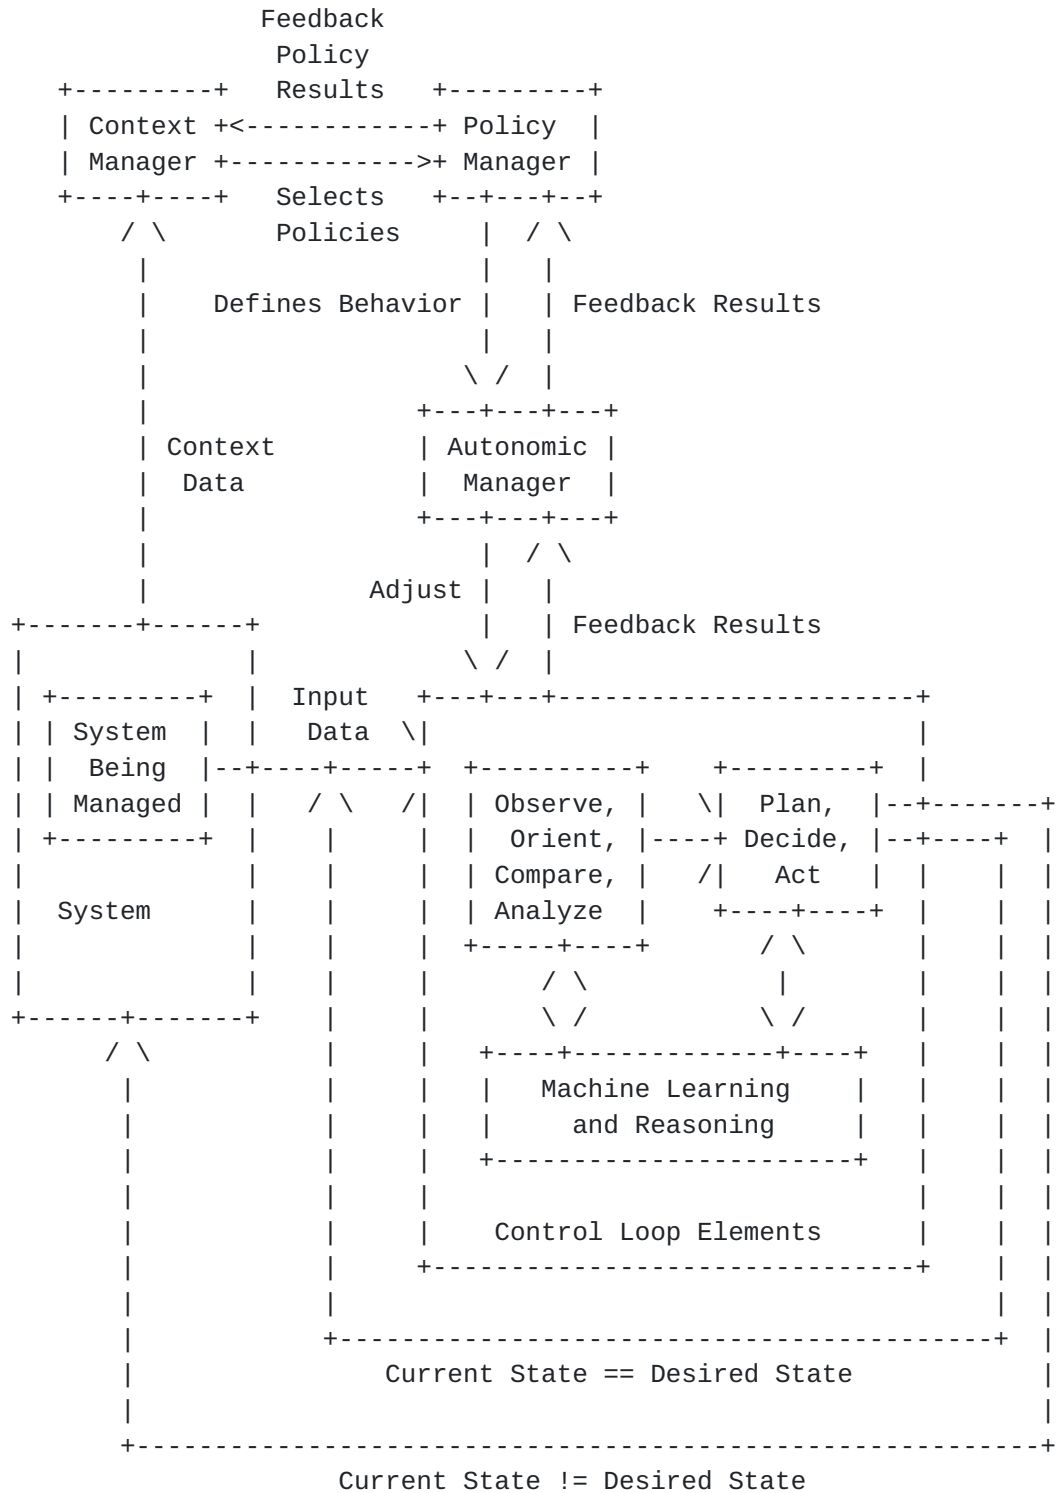 Feedback
Policy
Results
Context Policy
Manager Manager
Selects
Policies
Defines Behavior Feedback Results
Context Autonomic
Data Manager
Adjust
Feedback Results
Input
System Data
Being
Managed Observe, Plan,
Orient, Decide,
Compare, Act
System Analyze
Machine Learning
and Reasoning
Control Loop Elements
Current State == Desired State
Current State != Desired State